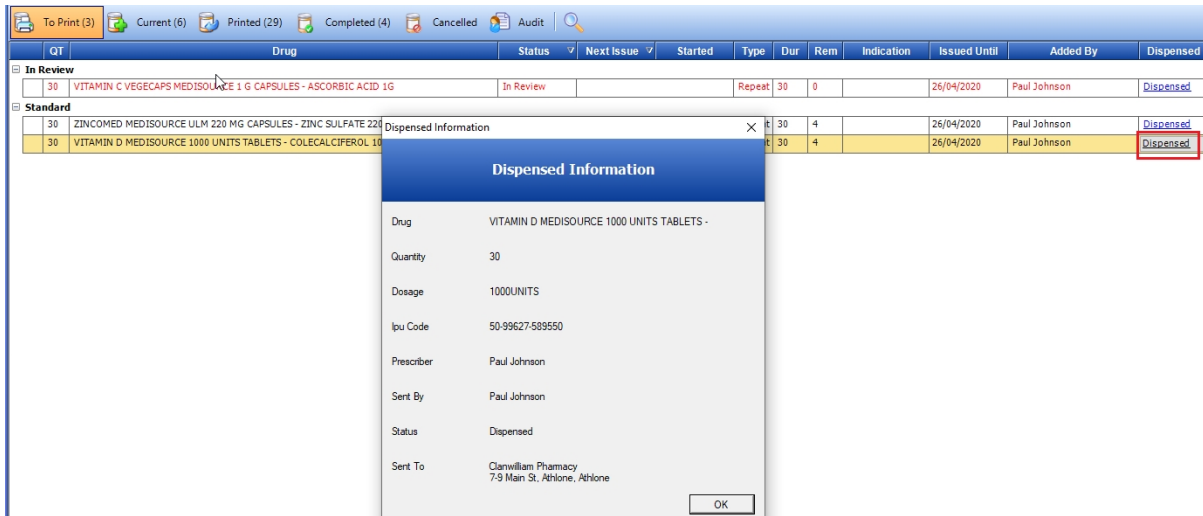 To Print (3) Current (6) Printed (29) Completed (4) Cancelled Audit
QT Drug Status Next Issue Started Type Dur Rem Indication Issued Until Added By Dispensed
In Review
30 VITAMIN C VEGECAPS MEDISOURCE 1 G CAPSULES - ASCORBIC ACID 1G In Review Repeat 30 0 26/04/2020 Paul Johnson Dispensed
Standard
30 ZINCOMED MEDISOURCE ULM 220 MG CAPSULES - ZINC SULFATE 220 30 4 26/04/2020 Paul Johnson Dispensed
30 VITAMIN D MEDISOURCE 1000 UNITS TABLETS - COLECALCIFEROL 10 30 4 26/04/2020 Paul Johnson Dispensed
Dispensed Information
Dispensed Information
Drug VITAMIN D MEDISOURCE 1000 UNITS TABLETS -
Quantity 30
Dosage 1000UNITS
Ipu Code 50-99627-589550
Prescriber Paul Johnson
Sent By Paul Johnson
Status Dispensed
Sent To Clanwilliam Pharmacy
7-9 Main St, Athlone, Athlone
OK